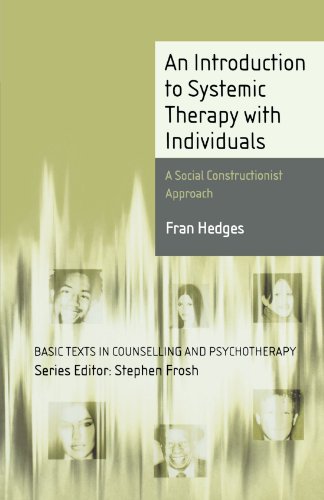 An Introduction
to Systemic
Therapy with
Individuals
A Social Constructionist
Approach
Fran Hedges
BASIC TEXTS IN COUNSELLING AND PSYCHOTHERAPY
Series Editor: Stephen Frosh